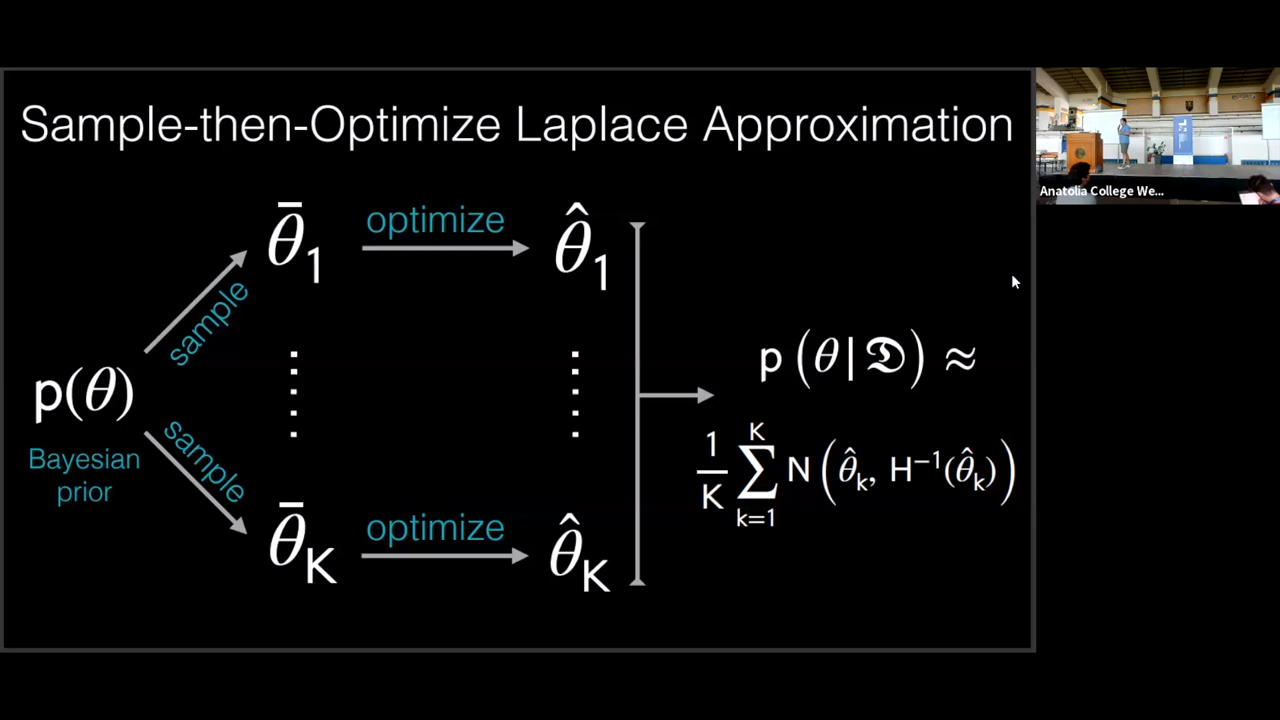 Sample-then-Optimize Laplace Approximation
p(θ)
Bayesian
prior
sample
sample
θ̄₁
optimize
θ̂₁
θ̄_K
optimize
θ̂_K
p(θ|𝔇) ≈
1/K ∑_{k=1}^{K} N(θ̂_k, H⁻¹(θ̂_k))
Anatolia College We...